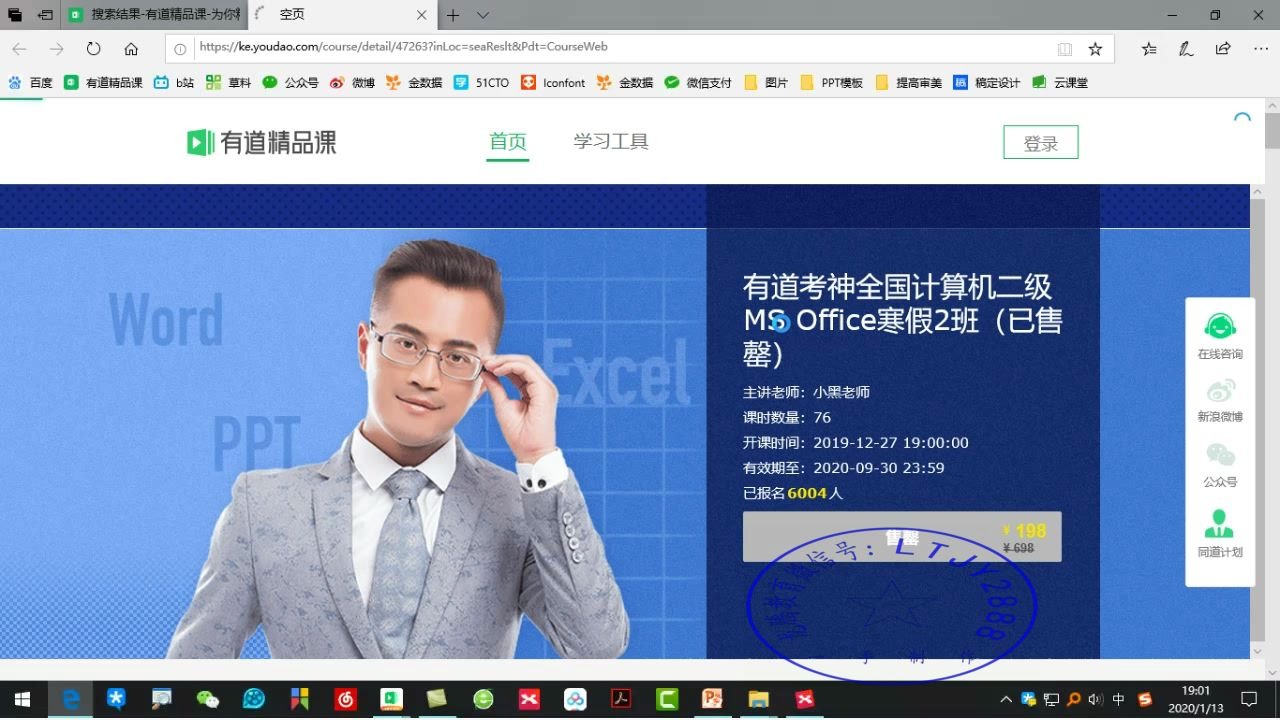 搜索结果-有道精品课-为你
空页
https://ke.youdao.com/course/detail/47263?inLoc=seaReslt&Pdt=CourseWeb
百度 有道精品课 b站 草料 公众号 微博 金数据 51CTO Iconfont 金数据 微信支付 图片 PPT模板 提高审美 稿定设计 云课堂
有道精品课 首页 学习工具 登录
Word
Excel
PPT
有道考神全国计算机二级
MS Office寒假2班（已售
罄）
主讲老师：小黑老师
课时数量：76
开课时间：2019-12-27 19:00:00
有效期至：2020-09-30 23:59
已报名6004人
售罄 ¥ 198
¥ 698
信号：LTJY2888
手 制 作
在线咨询
新浪微博
公众号
同道计划
中
19:01
2020/1/13